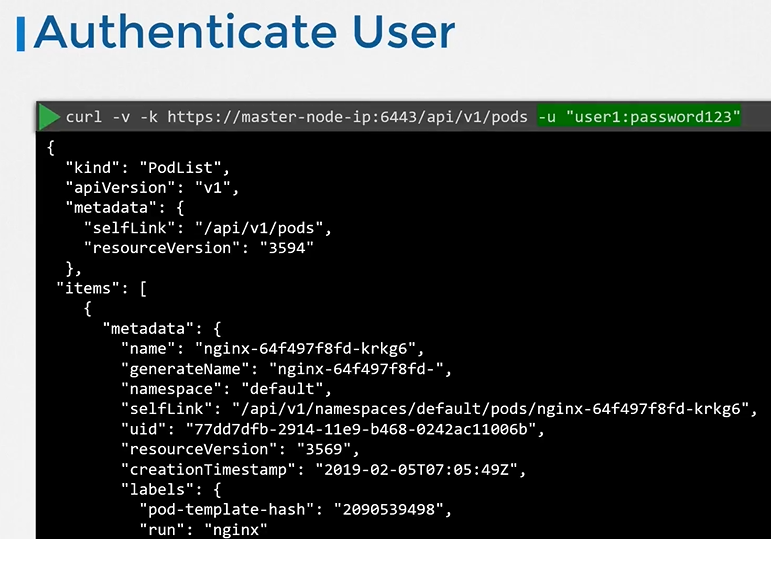 Authenticate User
curl -v -k https://master-node-ip:6443/api/v1/pods -u "user1:password123"
{
"kind": "PodList",
"apiVersion": "v1",
"metadata": {
"selfLink": "/api/v1/pods",
"resourceVersion": "3594"
},
"items": [
{
"metadata": {
"name": "nginx-64f497f8fd-krkg6",
"generateName": "nginx-64f497f8fd-",
"namespace": "default",
"selfLink": "/api/v1/namespaces/default/pods/nginx-64f497f8fd-krkg6",
"uid": "77dd7dfb-2914-11e9-b468-0242ac11006b",
"resourceVersion": "3569",
"creationTimestamp": "2019-02-05T07:05:49Z",
"labels": {
"pod-template-hash": "2090539498",
"run": "nginx"